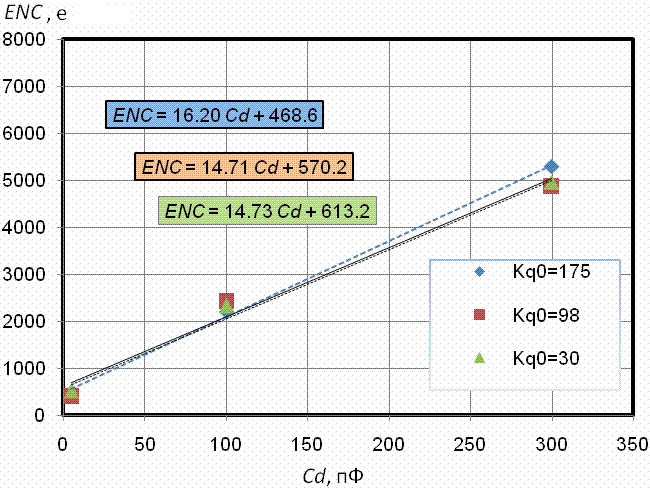 ENC, e
8000
7000
6000
5000
4000
3000
2000
1000
0
ENC = 16.20 Cd + 468.6
ENC = 14.71 Cd + 570.2
ENC = 14.73 Cd + 613.2
Kq0=175
Kq0=98
Kq0=30
0 50 100 150 200 250 300 350
Cd, пФ